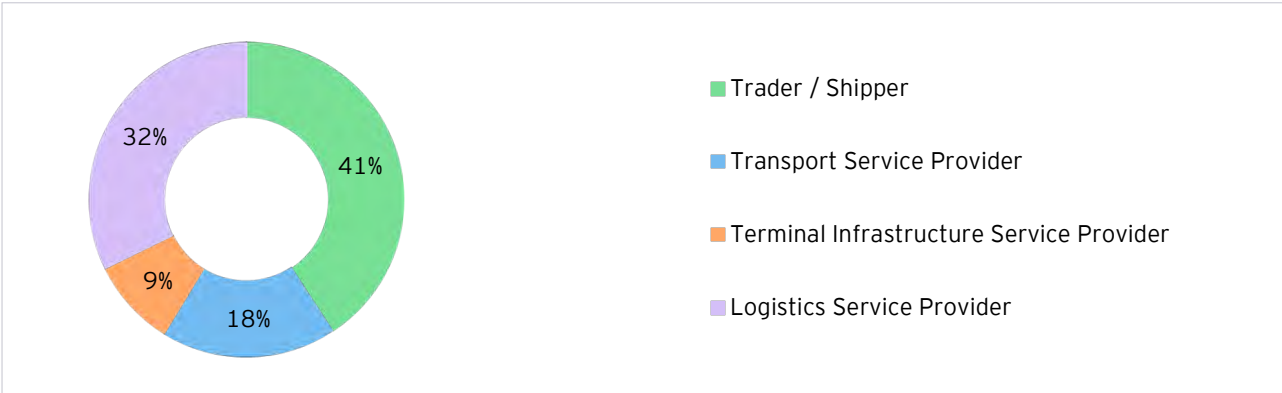 32%
41%
9%
18%
Trader / Shipper
Transport Service Provider
Terminal Infrastructure Service Provider
Logistics Service Provider